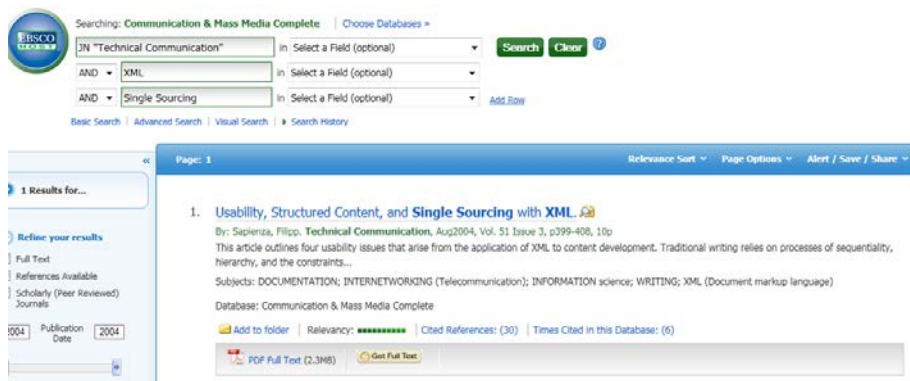 Searching: Communication & Mass Media Complete | Choose Databases »
EBSCO
HOST
JN "Technical Communication" in Select a Field (optional) Search Clear ?
AND XML in Select a Field (optional)
AND Single Sourcing in Select a Field (optional) Add Row
Basic Search | Advanced Search | Visual Search | Search History
« Page: 1 Relevance Sort Page Options Alert / Save / Share
1 Results for...
Refine your results
Full Text
References Available
Scholarly (Peer Reviewed)
Journals
2004 Publication Date 2004
1. Usability, Structured Content, and Single Sourcing with XML.
By: Sapienza, Filipp. Technical Communication, Aug2004, Vol. 51 Issue 3, p399-408, 10p
This article outlines four usability issues that arise from the application of XML to content development. Traditional writing relies on processes of sequentiality,
hierarchy, and the constraints...
Subjects: DOCUMENTATION; INTERNETWORKING (Telecommunication); INFORMATION science; WRITING; XML (Document markup language)
Database: Communication & Mass Media Complete
Add to folder | Relevancy: | Cited References: (30) | Times Cited in this Database: (6)
PDF Full Text (2.3MB) Get Full Text